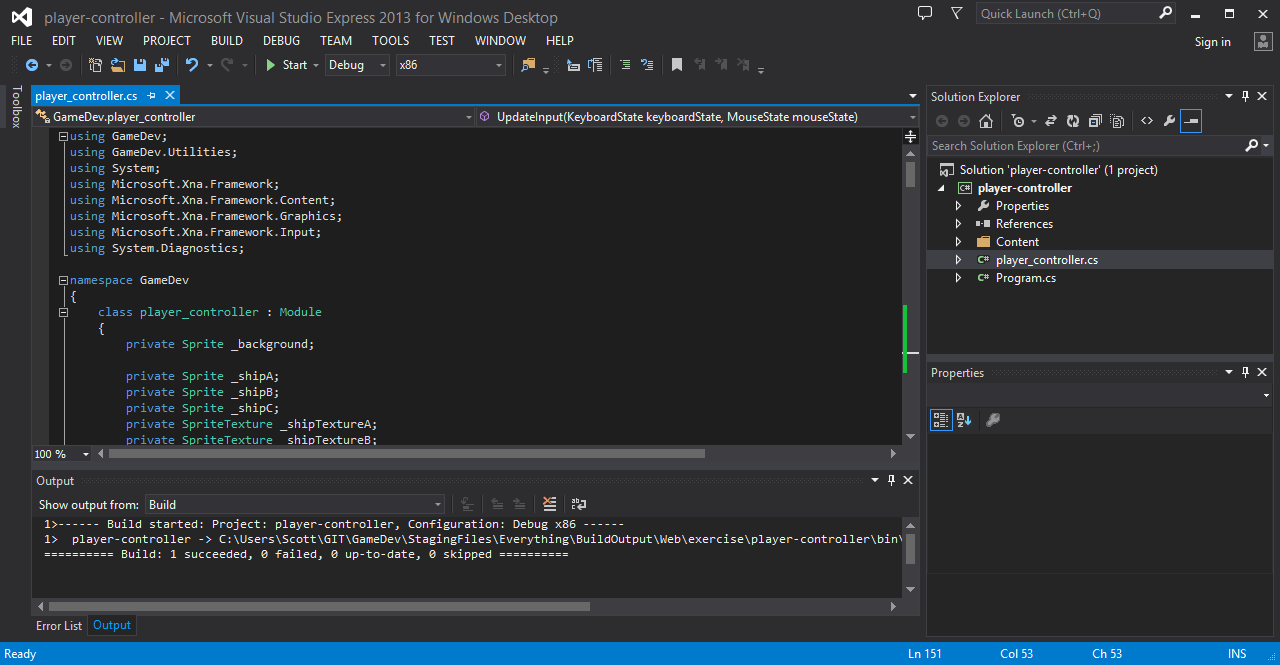 player-controller - Microsoft Visual Studio Express 2013 for Windows Desktop
Quick Launch (Ctrl+Q)
FILE EDIT VIEW PROJECT BUILD DEBUG TEAM TOOLS TEST WINDOW HELP
Sign in
Start Debug x86
Toolbox
player_controller.cs
GameDev.player_controller
UpdateInput(KeyboardState keyboardState, MouseState mouseState)
using GameDev;
using GameDev.Utilities;
using System;
using Microsoft.Xna.Framework;
using Microsoft.Xna.Framework.Content;
using Microsoft.Xna.Framework.Graphics;
using Microsoft.Xna.Framework.Input;
using System.Diagnostics;
namespace GameDev
{
class player_controller : Module
{
private Sprite _background;
private Sprite _shipA;
private Sprite _shipB;
private Sprite _shipC;
private SpriteTexture _shipTextureA;
private SpriteTexture _shipTextureB;
100 %
Output
Show output from: Build
1>------ Build started: Project: player-controller, Configuration: Debug x86 ------
1>  player-controller -> C:\Users\Scott\GIT\GameDev\StagingFiles\Everything\BuildOutput\Web\exercise\player-controller\bin\
========== Build: 1 succeeded, 0 failed, 0 up-to-date, 0 skipped ==========
Error List Output
Solution Explorer
Search Solution Explorer (Ctrl+;)
Solution 'player-controller' (1 project)
C# player-controller
Properties
References
Content
C# player_controller.cs
C# Program.cs
Properties
Ready
Ln 151 Col 53 Ch 53 INS